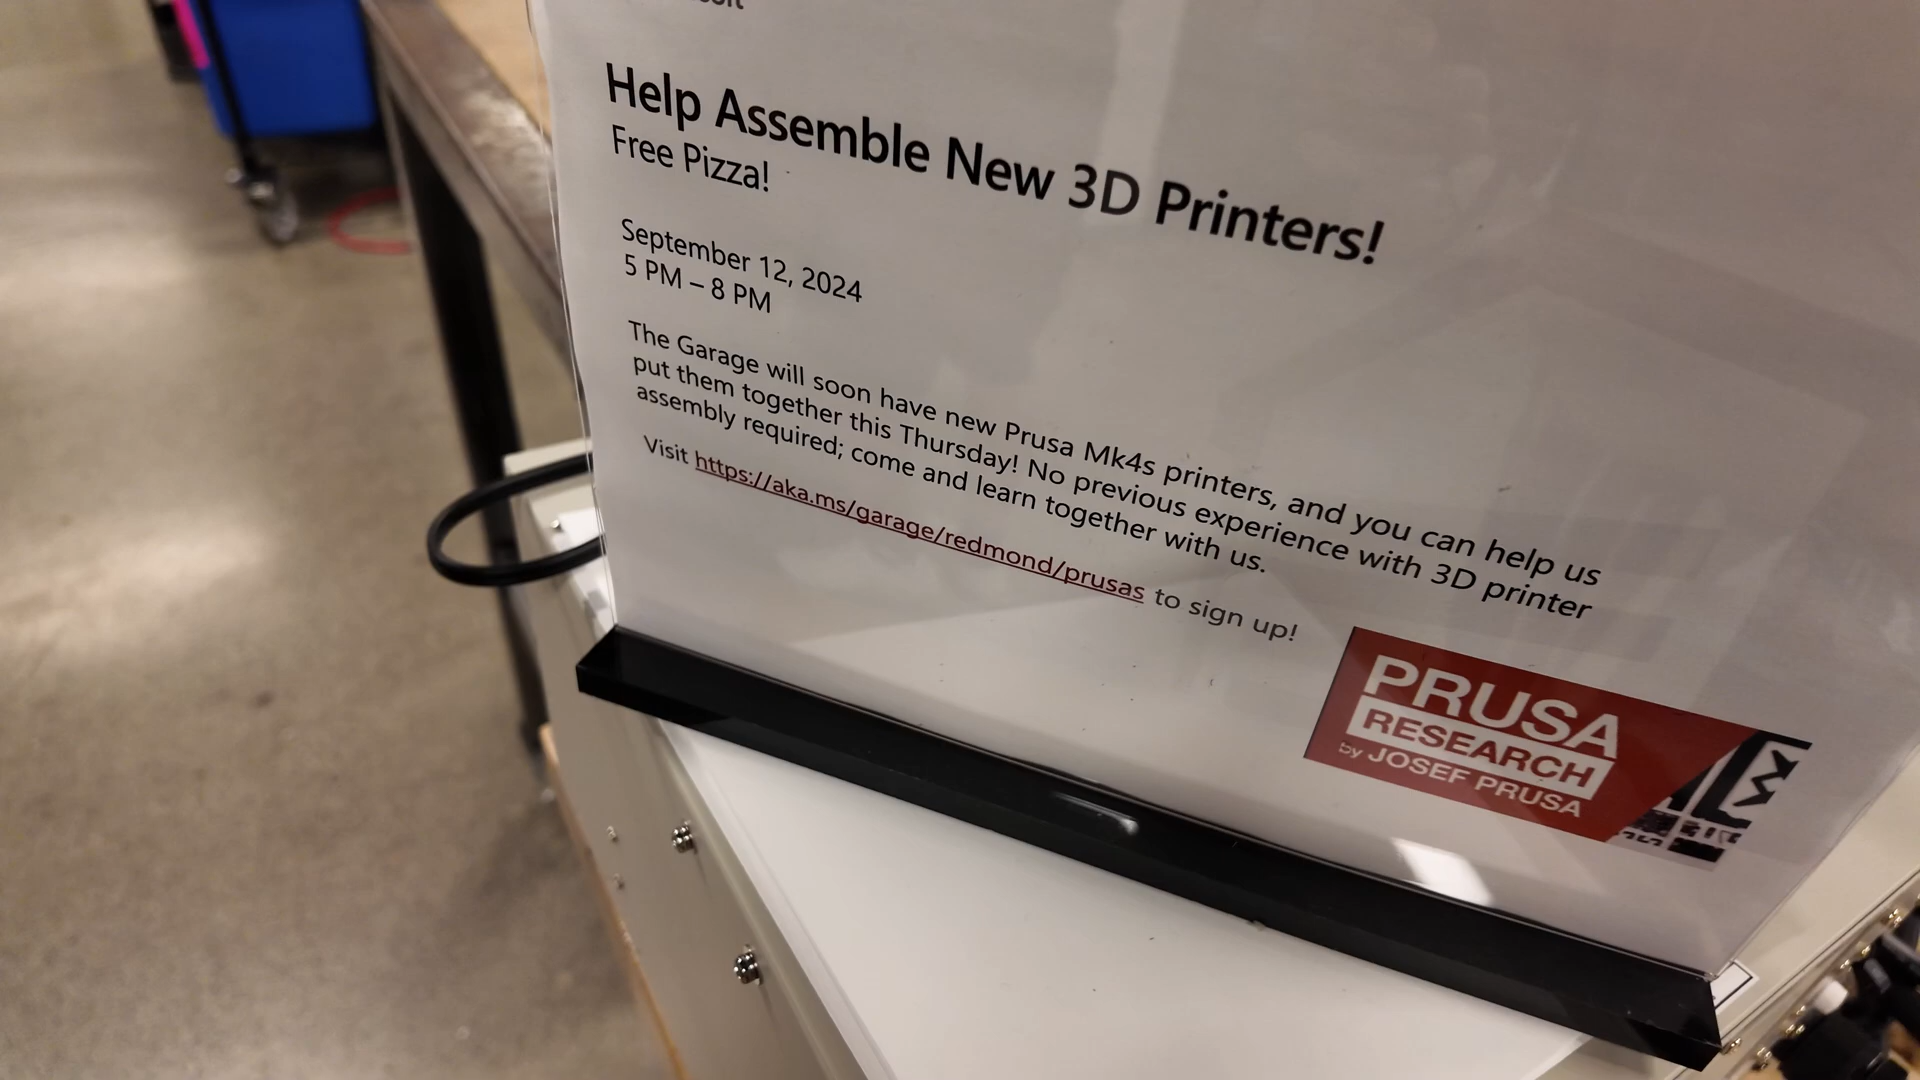 Help Assemble New 3D Printers!
Free Pizza!
September 12, 2024
5 PM – 8 PM
The Garage will soon have new Prusa Mk4s printers, and you can help us
put them together this Thursday! No previous experience with 3D printer
assembly required; come and learn together with us.
Visit https://aka.ms/garage/redmond/prusas to sign up!
PRUSA
RESEARCH
by JOSEF PRUSA